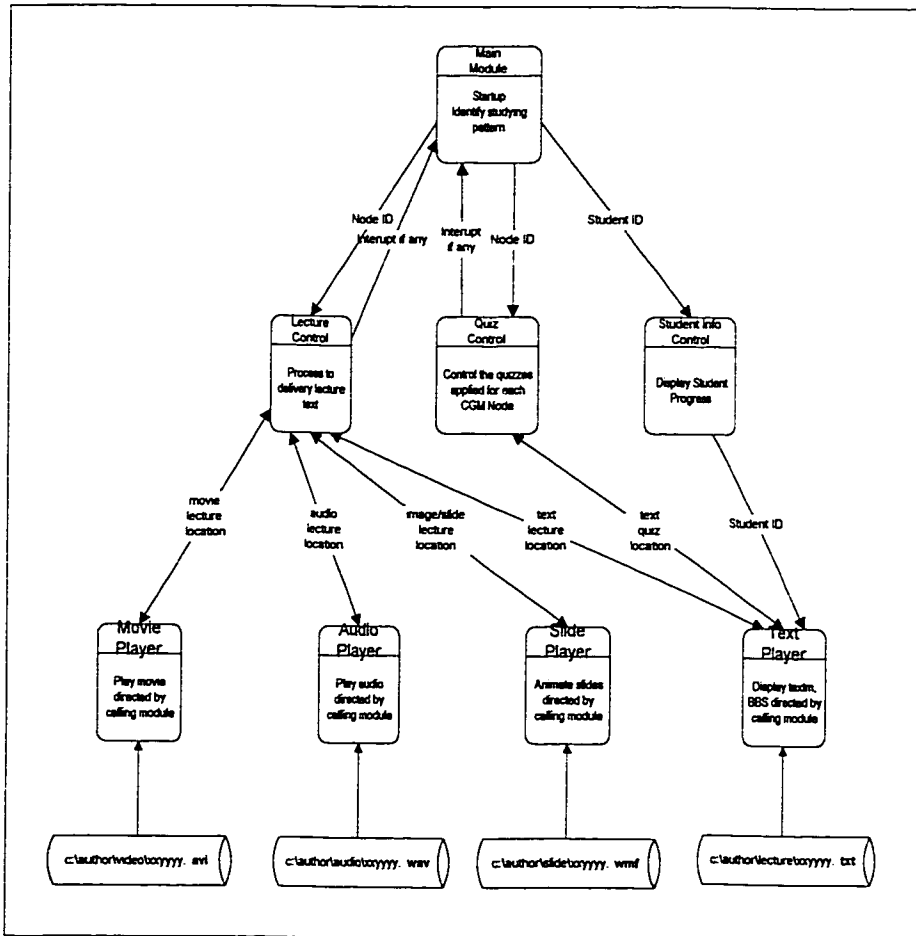 Main
Module
Startup
Identify studying
pattern
Node ID
Interupt if any
Interupt
if any
Node ID
Student ID
Lecture
Control
Process to
delivery lecture
text
Quiz
Control
Control the quizzes
applied for each
CGM Node
Student Info
Control
Display Student
Progress
movie
lecture
location
audio
lecture
location
image/slide
lecture
location
text
lecture
location
text
quiz
location
Student ID
Movie
Player
Play movie
directed by
calling module
Audio
Player
Play audio
directed by
calling module
Slide
Player
Animate slides
directed by
calling module
Text
Player
Display textm,
BBS directed by
calling module
c:\author\video\xxyyyy. avi
c:\author\audio\xxyyyy. wav
c:\author\slide\xxyyyy. wmf
c:\author\lecture\xxyyyy. txt